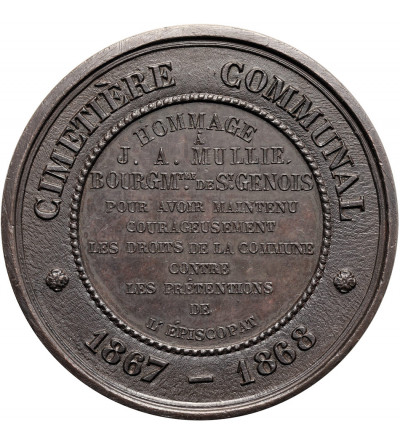 CIMETIÈRE COMMUNAL
HOMMAGE
A
J. A. MULLIE.
BOURGMTRE DE ST GENOIS
POUR AVOIR MAINTENU
COURAGEUSEMENT
LES DROITS DE LA COMMUNE
CONTRE
LES PRÉTENTIONS
DE
L'ÉPISCOPAT
1867 – 1868